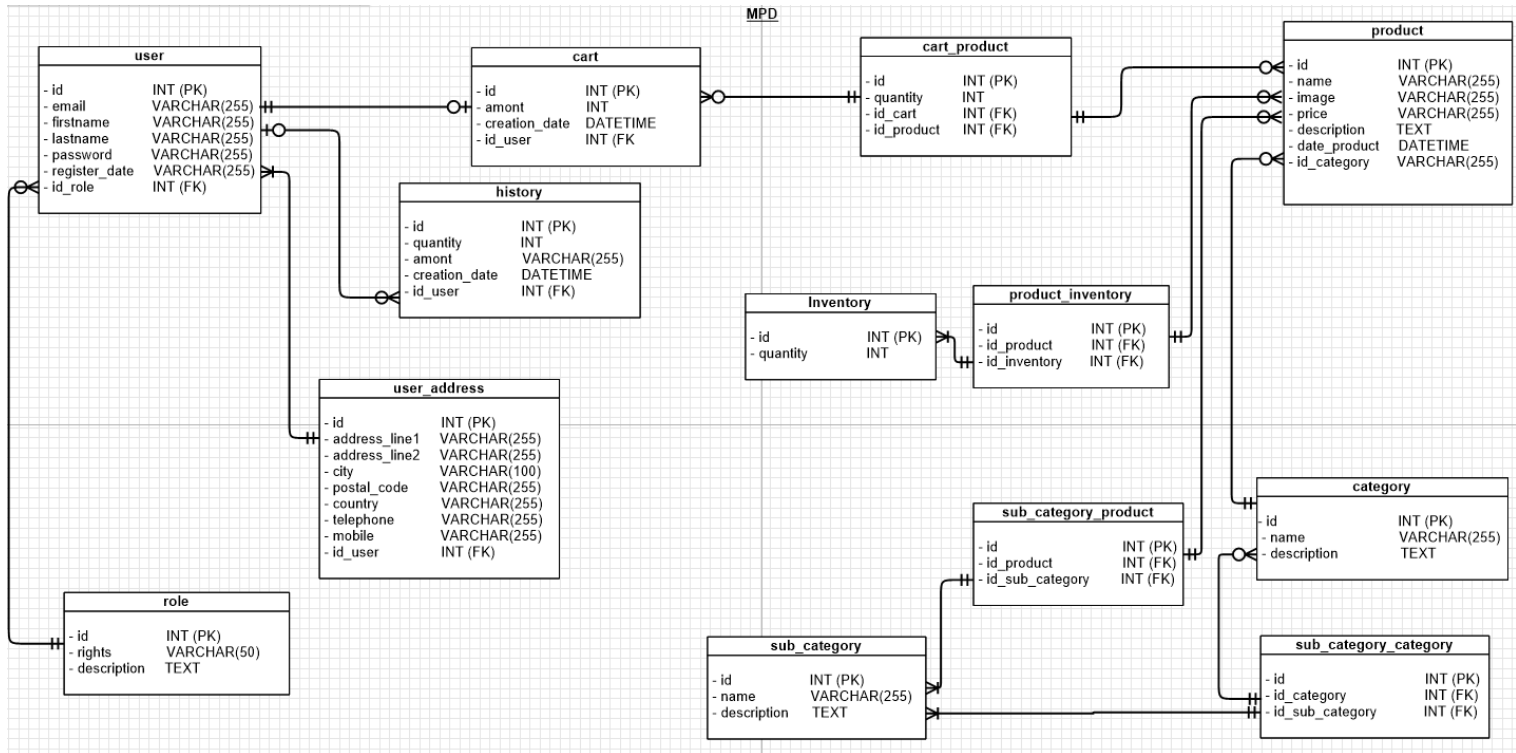 MPD
user
- id INT (PK)
- email VARCHAR(255)
- firstname VARCHAR(255)
- lastname VARCHAR(255)
- password VARCHAR(255)
- register_date VARCHAR(255)
- id_role INT (FK)
cart
- id INT (PK)
- amont INT
- creation_date DATETIME
- id_user INT (FK
cart_product
- id INT (PK)
- quantity INT
- id_cart INT (FK)
- id_product INT (FK)
product
- id INT (PK)
- name VARCHAR(255)
- image VARCHAR(255)
- price VARCHAR(255)
- description TEXT
- date_product DATETIME
- id_category VARCHAR(255)
history
- id INT (PK)
- quantity INT
- amont VARCHAR(255)
- creation_date DATETIME
- id_user INT (FK)
Inventory
- id INT (PK)
- quantity INT
product_inventory
- id INT (PK)
- id_product INT (FK)
- id_inventory INT (FK)
user_address
- id INT (PK)
- address_line1 VARCHAR(255)
- address_line2 VARCHAR(255)
- city VARCHAR(100)
- postal_code VARCHAR(255)
- country VARCHAR(255)
- telephone VARCHAR(255)
- mobile VARCHAR(255)
- id_user INT (FK)
category
- id INT (PK)
- name VARCHAR(255)
- description TEXT
sub_category_product
- id INT (PK)
- id_product INT (FK)
- id_sub_category INT (FK)
role
- id INT (PK)
- rights VARCHAR(50)
- description TEXT
sub_category
- id INT (PK)
- name VARCHAR(255)
- description TEXT
sub_category_category
- id INT (PK)
- id_category INT (FK)
- id_sub_category INT (FK)